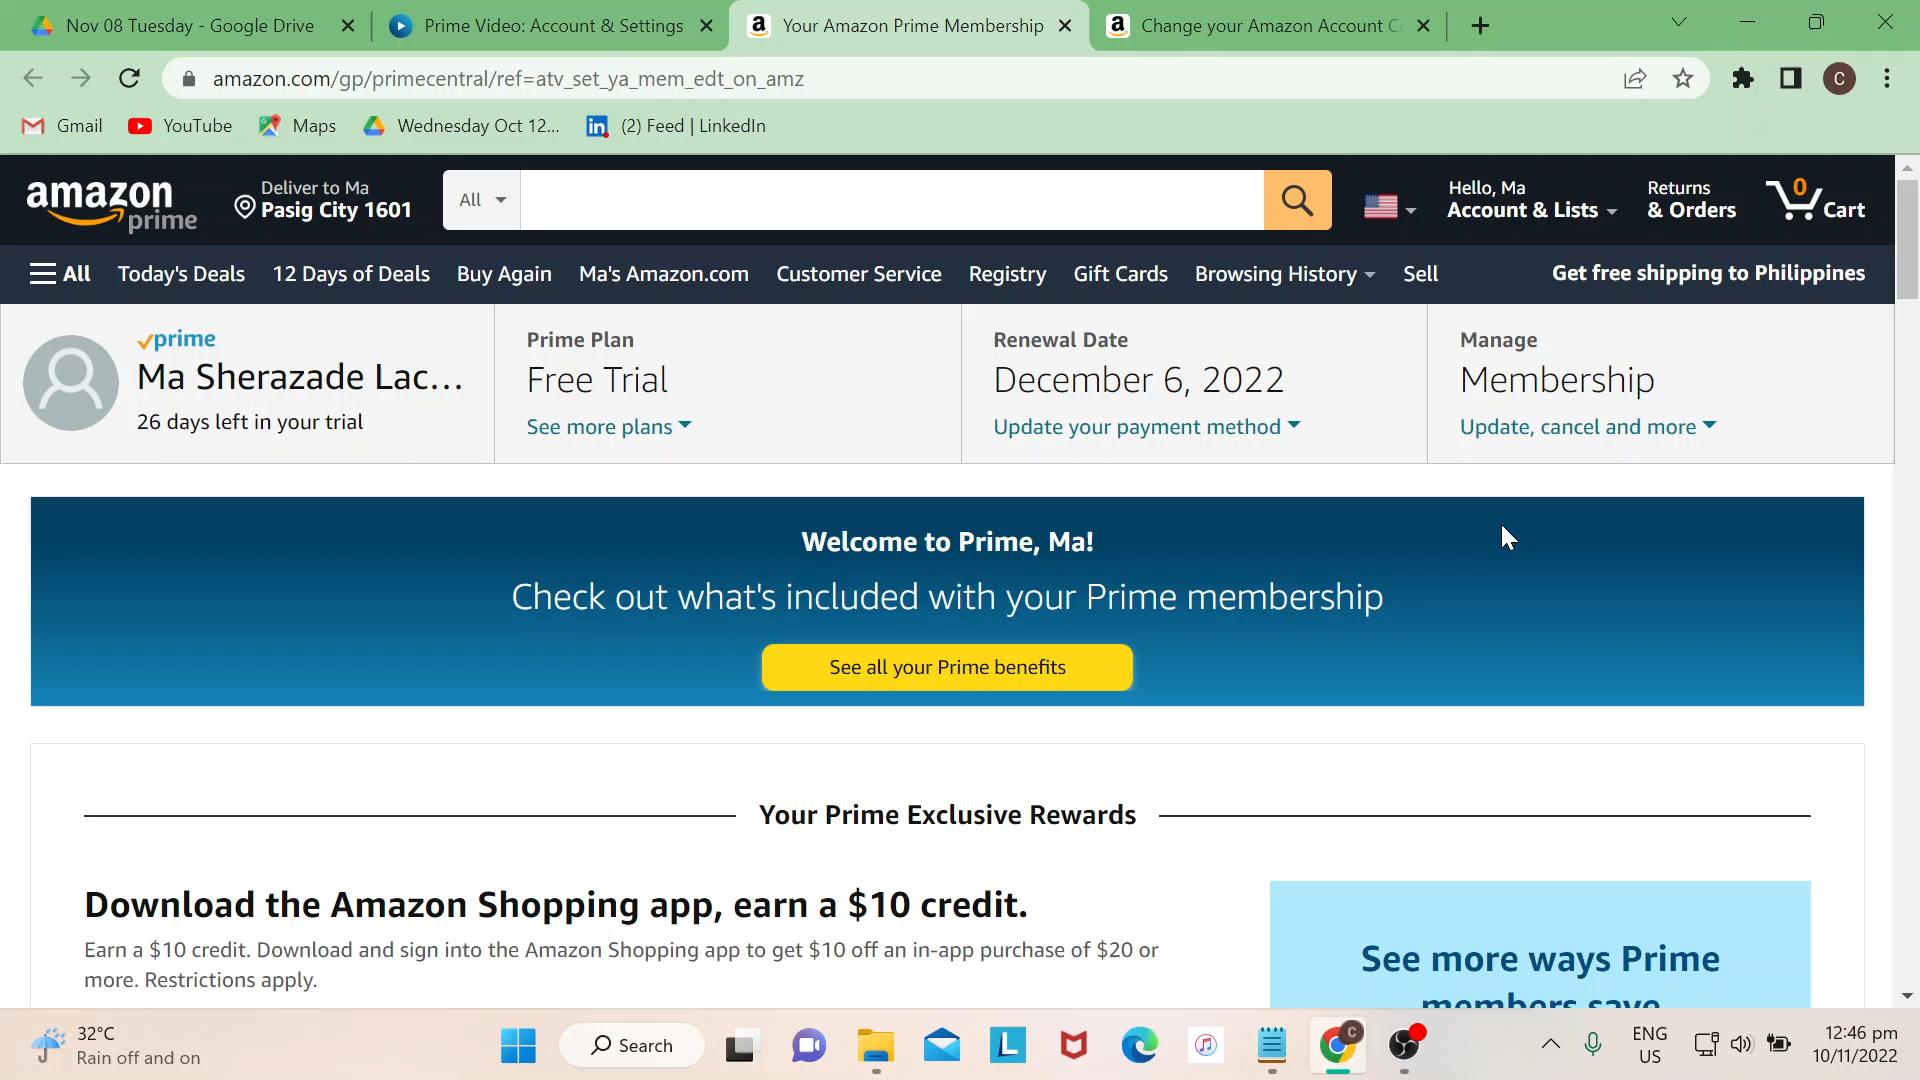 Nov 08 Tuesday - Google Drive
Prime Video: Account & Settings
Your Amazon Prime Membership
Change your Amazon Account C
amazon.com/gp/primecentral/ref=atv_set_ya_mem_edt_on_amz
C
Gmail
YouTube
Maps
Wednesday Oct 12...
(2) Feed | LinkedIn
amazon prime
Deliver to Ma
Pasig City 1601
All
Hello, Ma
Account & Lists
Returns
& Orders
0
Cart
All
Today's Deals
12 Days of Deals
Buy Again
Ma's Amazon.com
Customer Service
Registry
Gift Cards
Browsing History
Sell
Get free shipping to Philippines
prime
Ma Sherazade Lac...
26 days left in your trial
Prime Plan
Free Trial
See more plans
Renewal Date
December 6, 2022
Update your payment method
Manage
Membership
Update, cancel and more
Welcome to Prime, Ma!
Check out what's included with your Prime membership
See all your Prime benefits
Your Prime Exclusive Rewards
Download the Amazon Shopping app, earn a $10 credit.
Earn a $10 credit. Download and sign into the Amazon Shopping app to get $10 off an in-app purchase of $20 or
more. Restrictions apply.
See more ways Prime
members save
32°C
Rain off and on
Search
ENG
US
12:46 pm
10/11/2022